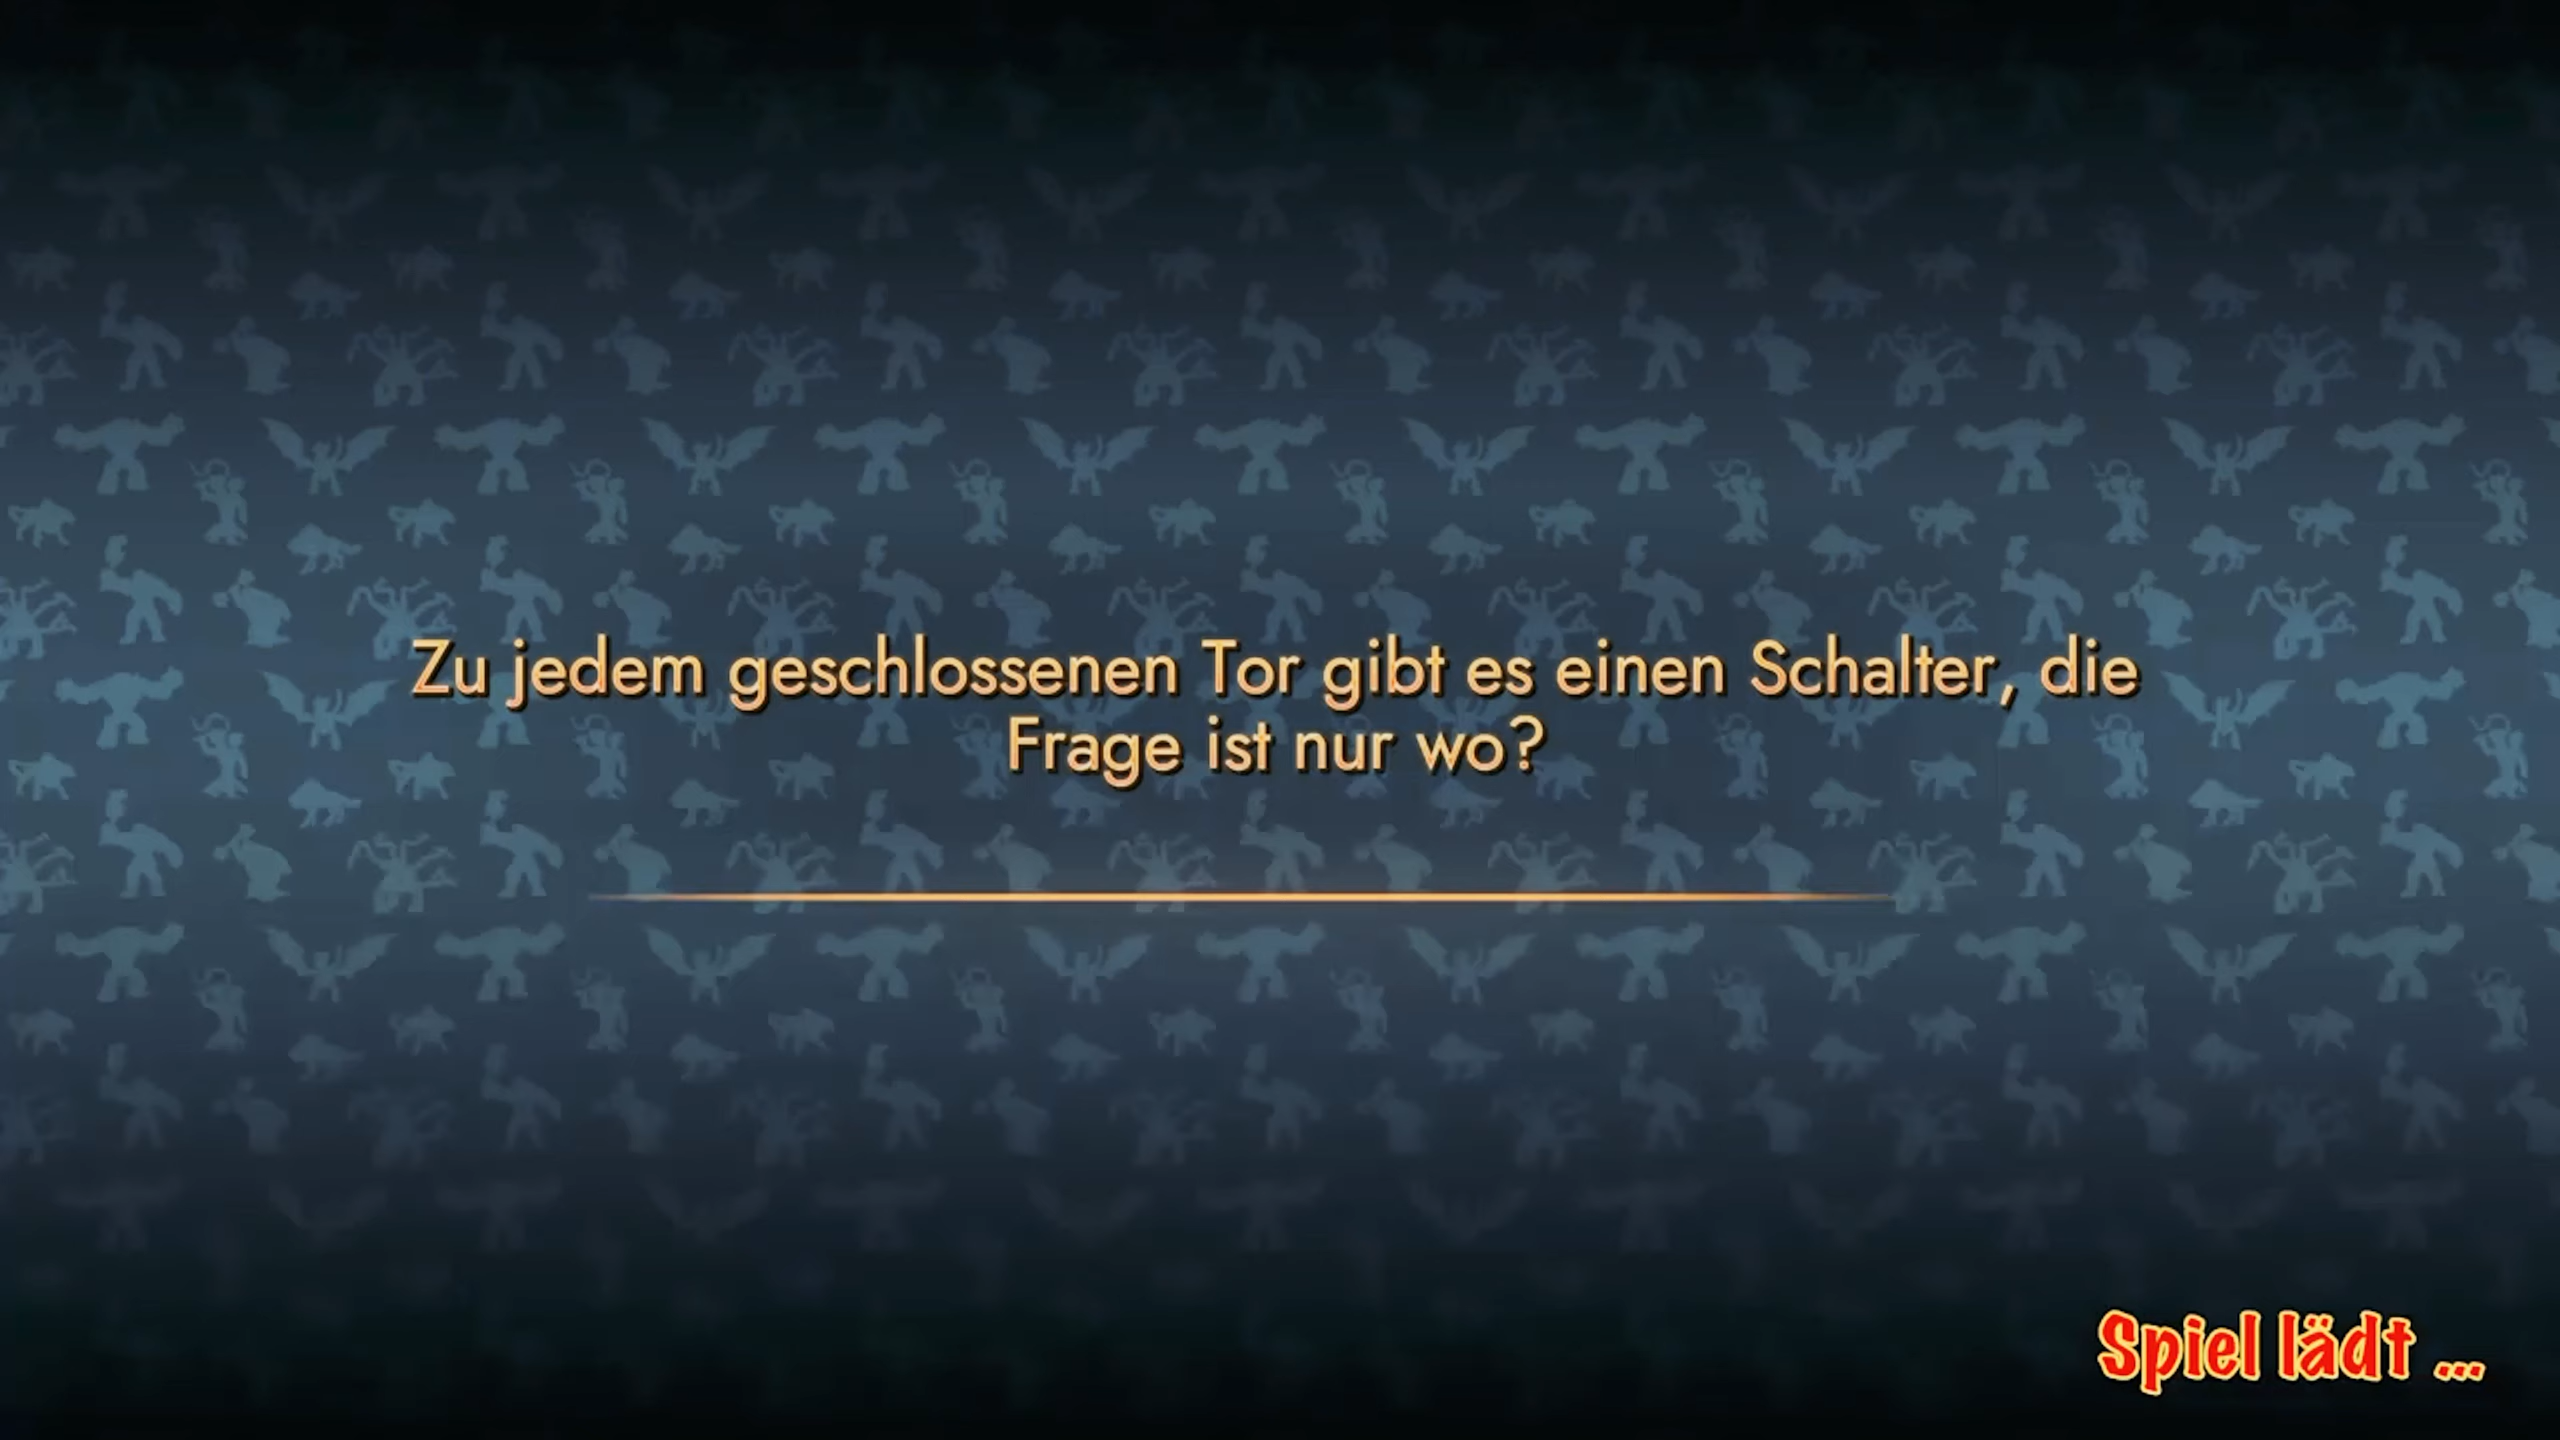 Zu jedem geschlossenen Tor gibt es einen Schalter, die
Frage ist nur wo?
Spiel lädt ...